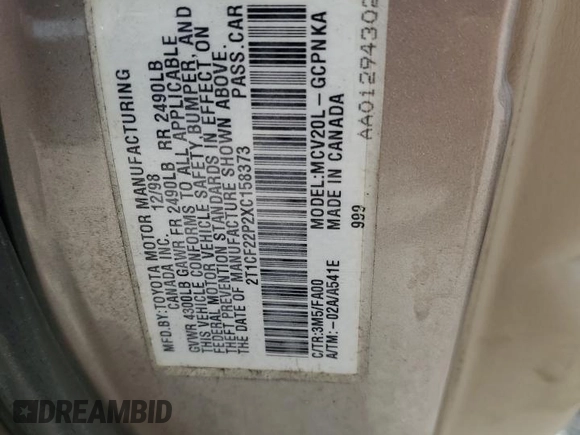 MFD.BY:TOYOTA MOTOR MANUFACTURING
CANADA INC. 12/98
GVWR 4300LB GAWR FR 2490LB RR 2490LB
THIS VEHICLE CONFORMS TO ALL APPLICABLE
FEDERAL MOTOR VEHICLE SAFETY BUMPER, AND
THEFT PREVENTION STANDARDS IN EFFECT ON
THE DATE OF MANUFACTURE SHOWN ABOVE.
2T1CF22P2XC158373 PASS.CAR
C/TR:3M5/FA00 MODEL:MCV20L-GCPNKA
A/TM:-02A/A541E MADE IN CANADA
999
AA01294302
DREAMBID